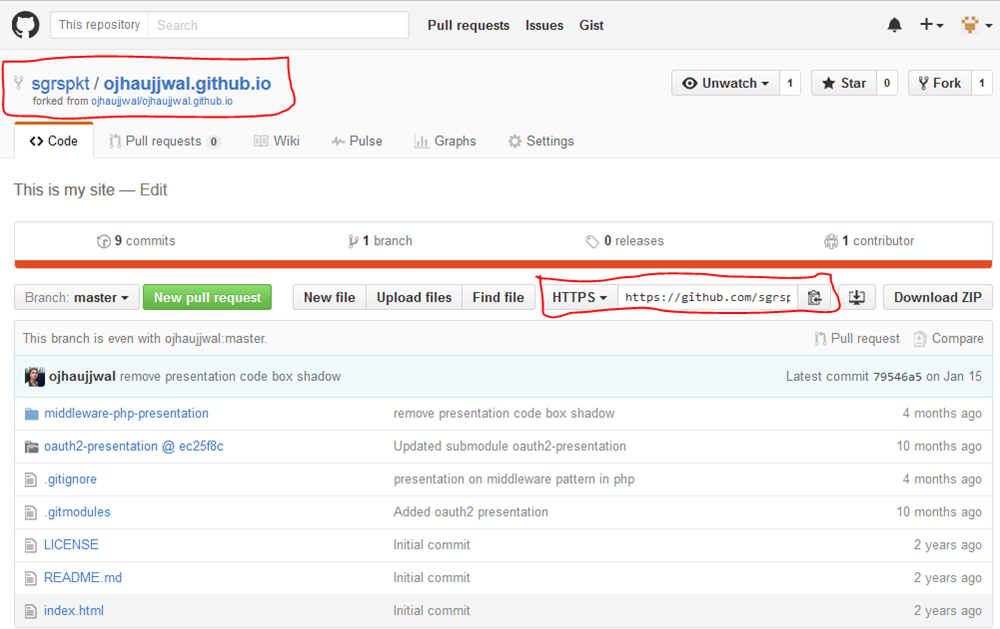 This repository Search Pull requests Issues Gist
sgrspkt / ojhaujjwal.github.io Unwatch 1 Star 0 Fork 1
forked from ojhaujjwal/ojhaujjwal.github.io
Code Pull requests 0 Wiki Pulse Graphs Settings
This is my site — Edit
9 commits 1 branch 0 releases 1 contributor
Branch: master New pull request New file Upload files Find file HTTPS https://github.com/sgrsp Download ZIP
This branch is even with ojhaujjwal:master. Pull request Compare
ojhaujjwal remove presentation code box shadow Latest commit 79546a5 on Jan 15
middleware-php-presentation remove presentation code box shadow 4 months ago
oauth2-presentation @ ec25f8c Updated submodule oauth2-presentation 10 months ago
.gitignore presentation on middleware pattern in php 4 months ago
.gitmodules Added oauth2 presentation 10 months ago
LICENSE Initial commit 2 years ago
README.md Initial commit 2 years ago
index.html Initial commit 2 years ago